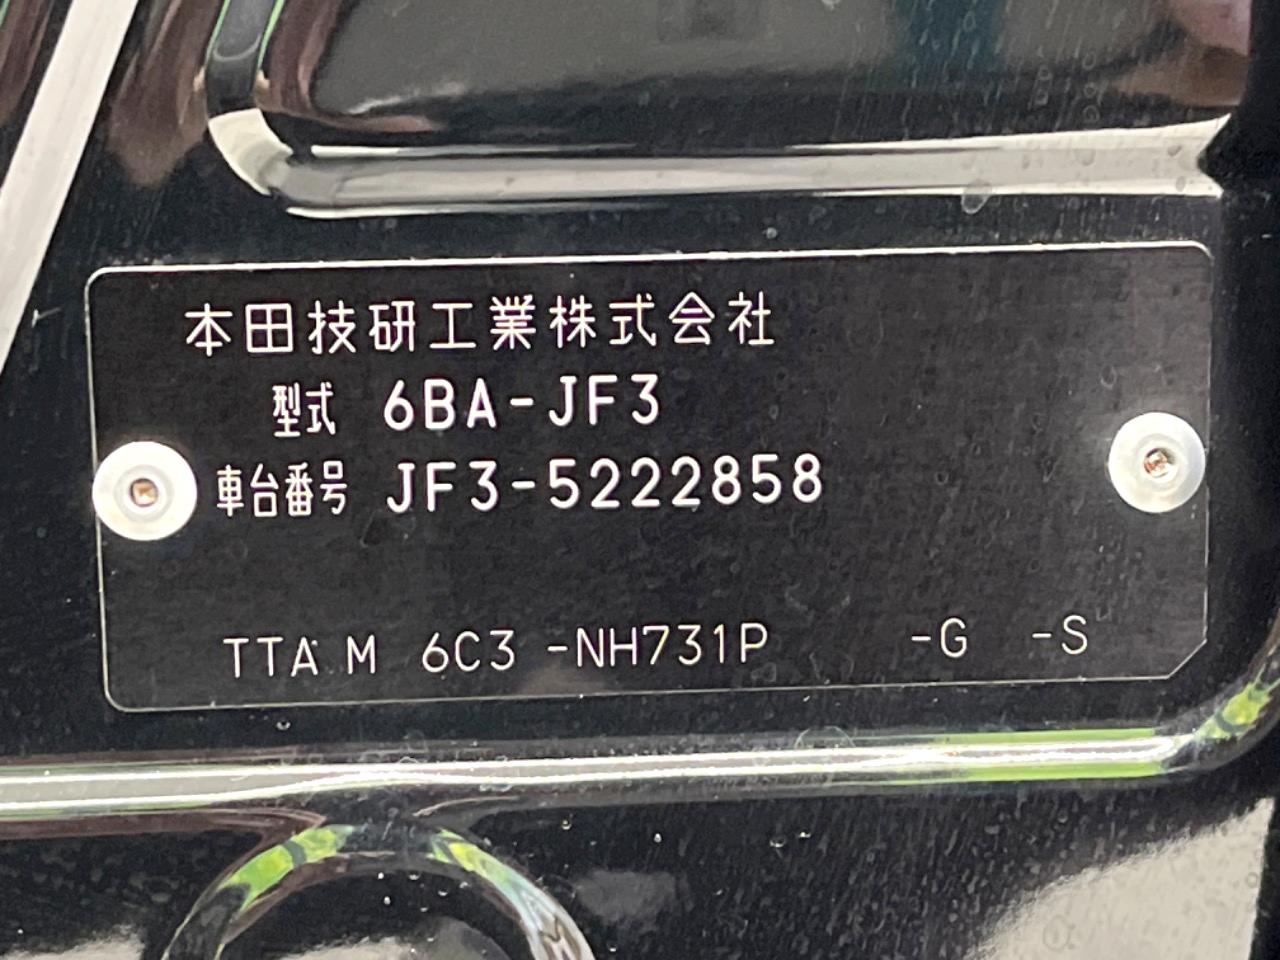 本田技研工業株式会社
型式 6BA-JF3
車台番号 JF3-5222858
TTA M 6C3 -NH731P -G -S